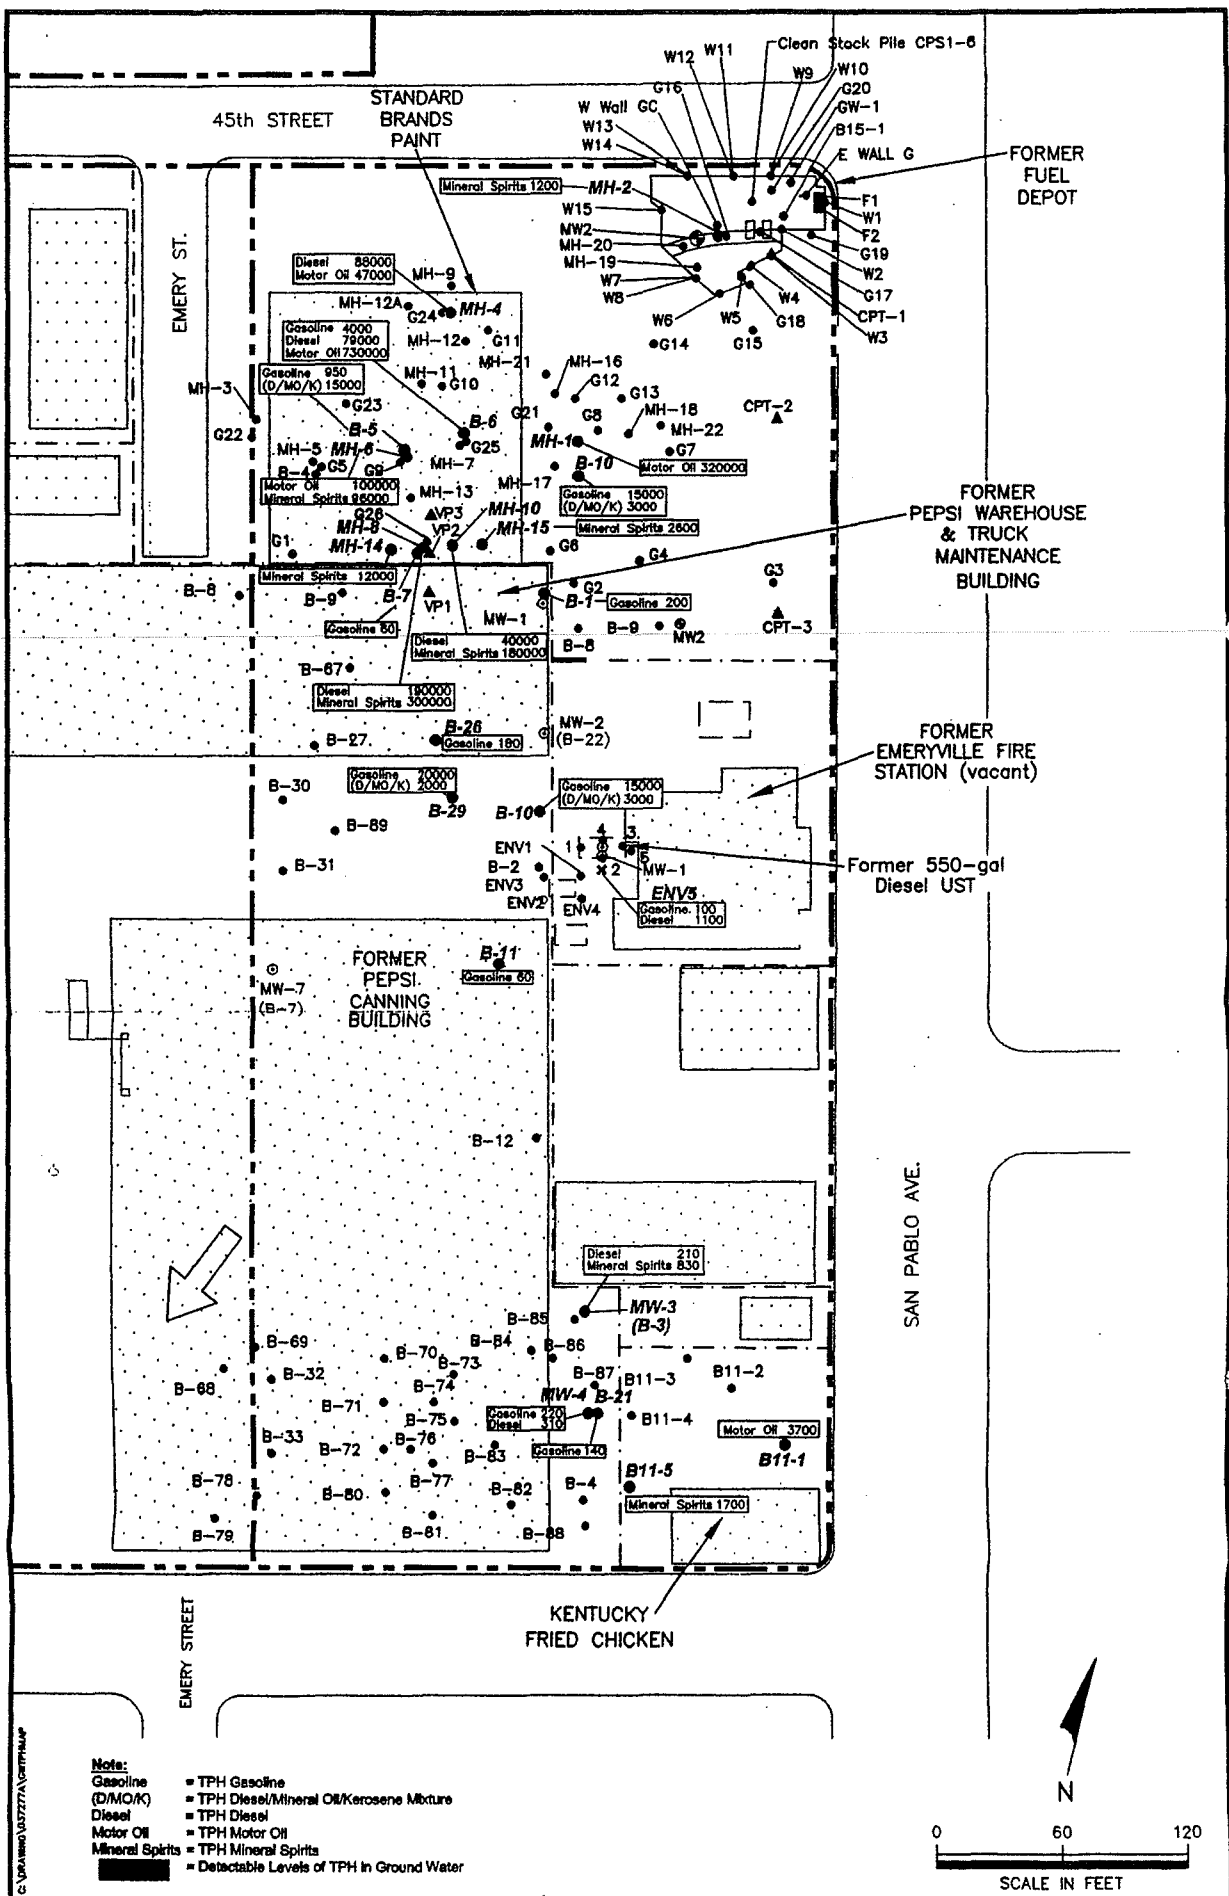 Clean Stock Pile CPS1-6
W11
W12
W10
W9
G16
G20
STANDARD
BRANDS
PAINT
W Wall GC
GW-1
45th STREET
W13
B15-1
W14
E WALL G
FORMER
FUEL
DEPOT
Mineral Spirits 1200
MH-2
F1
W15
W1
MW2
F2
EMERY ST.
MH-20
G19
Diesel 88000
Motor Oil 47000
MH-9
MH-19
W7
W8
W2
W4
G17
MH-12A
G24
MH-4
W6
W5
G18
CPT-1
W3
Gasoline 4000
Diesel 79000
Motor Oil 730000
MH-12
G11
G14
G15
MH-21
MH-16
Gasoline 950
(D/MO/K) 15000
MH-11
G10
G12
G13
MH-3
G23
G21
G8
MH-18
CPT-2
G22
B-5
B-6
MH-22
MH-5
MH-6
G25
MH-1
G7
B-4
G5
G9
MH-7
B-10
Motor Oil 320000
Motor Oil 100000
Mineral Spirits 96000
MH-13
MH-17
Gasoline 15000
(D/MO/K) 3000
FORMER
PEPSI WAREHOUSE
& TRUCK
MAINTENANCE
BUILDING
G26
VP3
MH-10
MH-8
VP2
MH-15
Mineral Spirits 2600
G1
MH-14
G6
G4
Mineral Spirits 12000
G3
B-8
B-9
B-7
VP1
MW-1
G2
B-1
Gasoline 200
Gasoline 60
B-8
B-9
MW2
CPT-3
Diesel 40000
Mineral Spirits 180000
B-67
Diesel 190000
Mineral Spirits 300000
B-27
B-26
Gasoline 180
MW-2
(B-22)
FORMER
EMERYVILLE FIRE
STATION (vacant)
B-30
Gasoline 20000
(D/MO/K) 2000
B-29
B-10
Gasoline 15000
(D/MO/K) 3000
B-89
4
ENV1
1
3
5
B-31
B-2
MW-1
Former 550-gal
Diesel UST
ENV3
2
ENV2
ENV4
ENV5
Gasoline 100
Diesel 1100
FORMER
PEPSI
CANNING
BUILDING
B-11
Gasoline 60
MW-7
(B-7)
B-12
SAN PABLO AVE.
Diesel 210
Mineral Spirits 830
MW-3
(B-3)
B-85
B-69
B-84
B-86
B-70
B-68
B-32
B-73
B-87
B11-3
B11-2
B-74
MW-4
B-21
B-71
B-75
Gasoline 220
Diesel 310
B11-4
Motor Oil 3700
B-33
B-72
B-76
B-83
Gasoline 140
B11-1
B-78
B-77
B-4
B11-5
B-80
B-82
Mineral Spirits 1700
B-79
B-81
B-88
EMERY STREET
KENTUCKY
FRIED CHICKEN
N
Note:
Gasoline = TPH Gasoline
(D/MO/K) = TPH Diesel/Mineral Oil/Kerosene Mixture
Diesel = TPH Diesel
Motor Oil = TPH Motor Oil
Mineral Spirits = TPH Mineral Spirits
= Detectable Levels of TPH in Ground Water
0 60 120
SCALE IN FEET